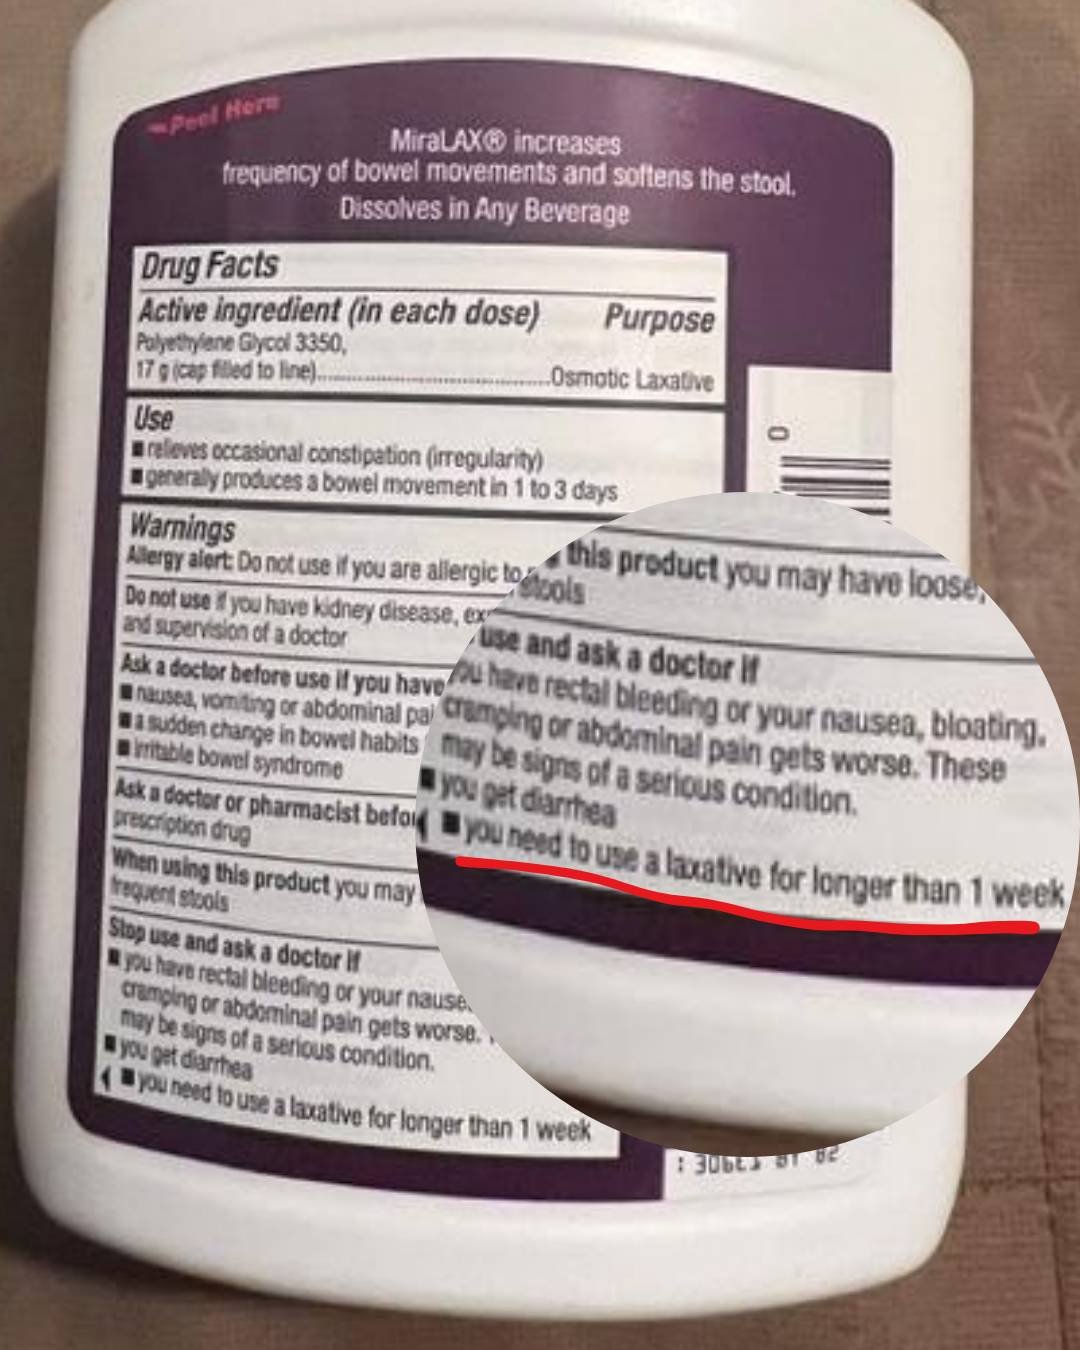 Peel Here
MiraLAX® increases
frequency of bowel movements and softens the stool.
Dissolves in Any Beverage
Drug Facts
Active ingredient (in each dose) Purpose
Polyethylene Glycol 3350,
17 g (cap filled to line)..............................................Osmotic Laxative
Use
■ relieves occasional constipation (irregularity)
■ generally produces a bowel movement in 1 to 3 days
0
Warnings
Allergy alert: Do not use if you are allergic to
Do not use if you have kidney disease,
and supervision of a doctor
Ask a doctor before use if you have
■ nausea, vomiting or abdominal
■ a sudden change in bowel habits
■ irritable bowel syndrome
Ask a doctor or pharmacist
prescription drug
When using this product you may
frequent stools
Stop use and ask a doctor if
■ you have rectal bleeding or your
cramping or abdominal pain gets worse.
may be signs of a serious condition.
■ you get diarrhea
■ you need to use a laxative for longer than 1 week
this product you may have loose,
stools
use and ask a doctor if
have rectal bleeding or your nausea, bloating,
cramping or abdominal pain gets worse. These
may be signs of a serious condition.
■ you get diarrhea
■ you need to use a laxative for longer than 1 week